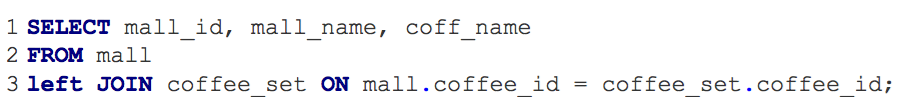 1 SELECT mall_id, mall_name, coff_name
2 FROM mall
3 left JOIN coffee_set ON mall.coffee_id = coffee_set.coffee_id;